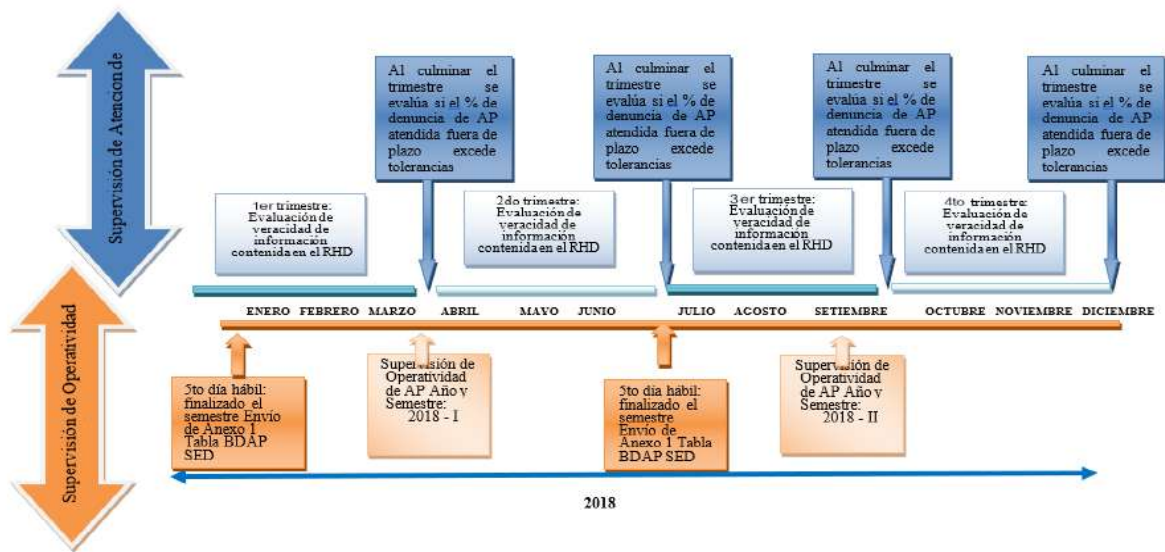 Supervisión de Atención de
Al culminar el
trimestre se
evalúa si el % de
denuncia de AP
atendida fuera de
plazo excede
tolerancias
Al culminar el
trimestre se
evalúa si el % de
denuncia de AP
atendida fuera de
plazo excede
tolerancias
Al culminar el
trimestre se
evalúa si el % de
denuncia de AP
atendida fuera de
plazo excede
tolerancias
Al culminar el
trimestre se
evalúa si el % de
denuncia de AP
atendida fuera de
plazo excede
tolerancias
1er trimestre:
Evaluación de
veracidad de
información
contenida en el RHD
2do trimestre:
Evaluación de
veracidad de
información
contenida en el RHD
3er trimestre:
Evaluación de
veracidad de
información
contenida en el RHD
4to trimestre:
Evaluación de
veracidad de
información
contenida en el RHD
ENERO FEBRERO MARZO ABRIL MAYO JUNIO JULIO AGOSTO SETIEMBRE OCTUBRE NOVIEMBRE DICIEMBRE
Supervisión de Operatividad
5to día hábil:
finalizado el
semestre Envío
de Anexo 1
Tabla BDAP
SED
Supervisión de
Operatividad
de AP Año y
Semestre:
2018 - I
5to día hábil:
finalizado el
semestre
Envío de
Anexo 1 Tabla
BDAP SED
Supervisión de
Operatividad
de AP Año y
Semestre:
2018 - II
2018